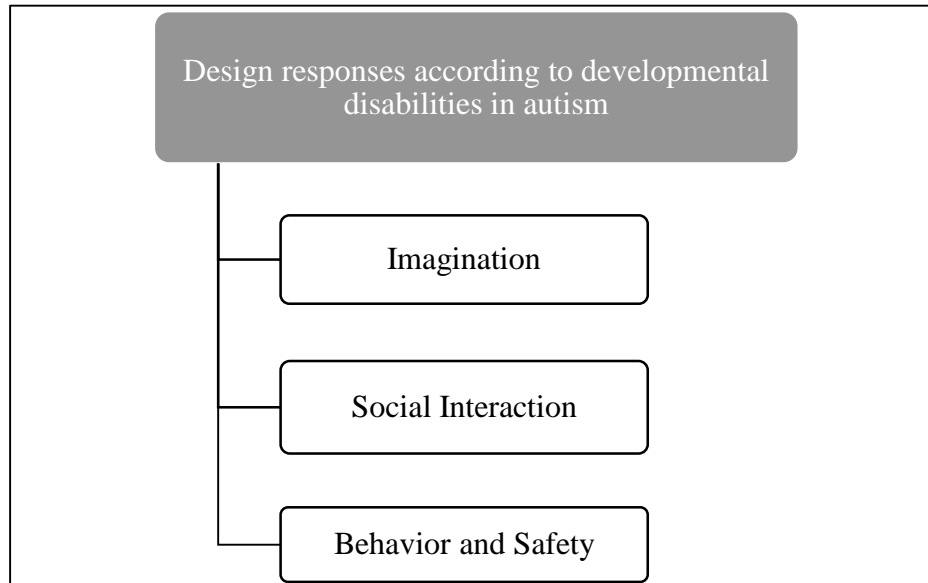 Design responses according to developmental
disabilities in autism
Imagination
Social Interaction
Behavior and Safety